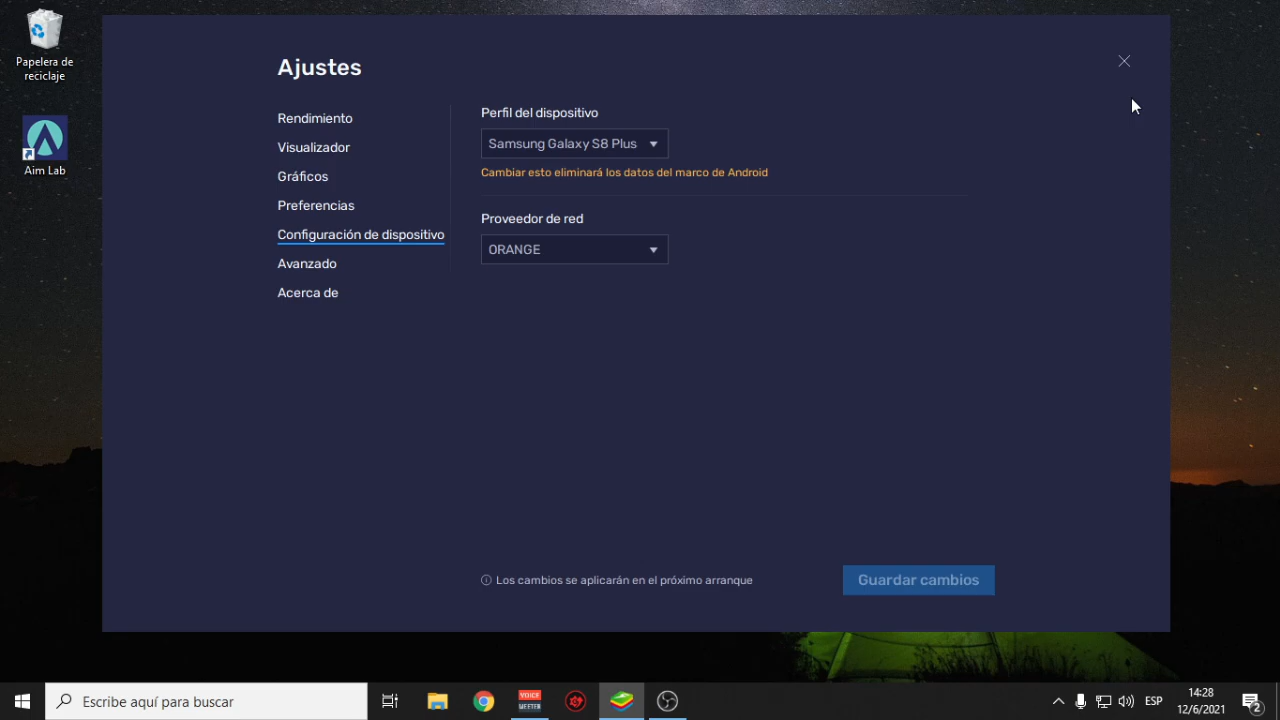 Papelera de
reciclaje
Aim Lab
Ajustes
Rendimiento
Visualizador
Gráficos
Preferencias
Configuración de dispositivo
Avanzado
Acerca de
Perfil del dispositivo
Samsung Galaxy S8 Plus
Cambiar esto eliminará los datos del marco de Android
Proveedor de red
ORANGE
Los cambios se aplicarán en el próximo arranque
Guardar cambios
Escribe aquí para buscar
VOICE
MEETER
ESP
14:28
12/6/2021
2